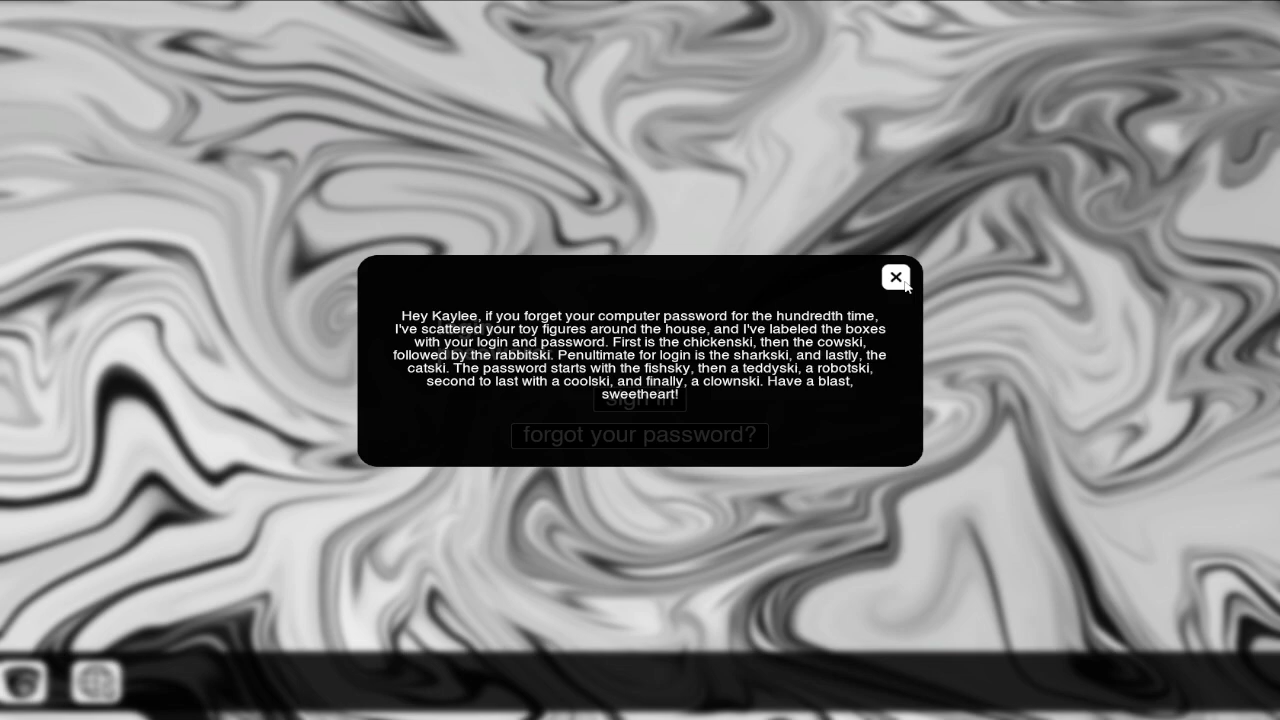 Hey Kaylee, if you forget your computer password for the hundredth time,
I've scattered your toy figures around the house, and I've labeled the boxes
with your login and password. First is the chickenski, then the cowski,
followed by the rabbitski. Penultimate for login is the sharkski, and lastly, the
catski. The password starts with the fishsky, then a teddyski, a robotski,
second to last with a coolski, and finally, a clownski. Have a blast,
sweetheart!
sign in
forgot your password?